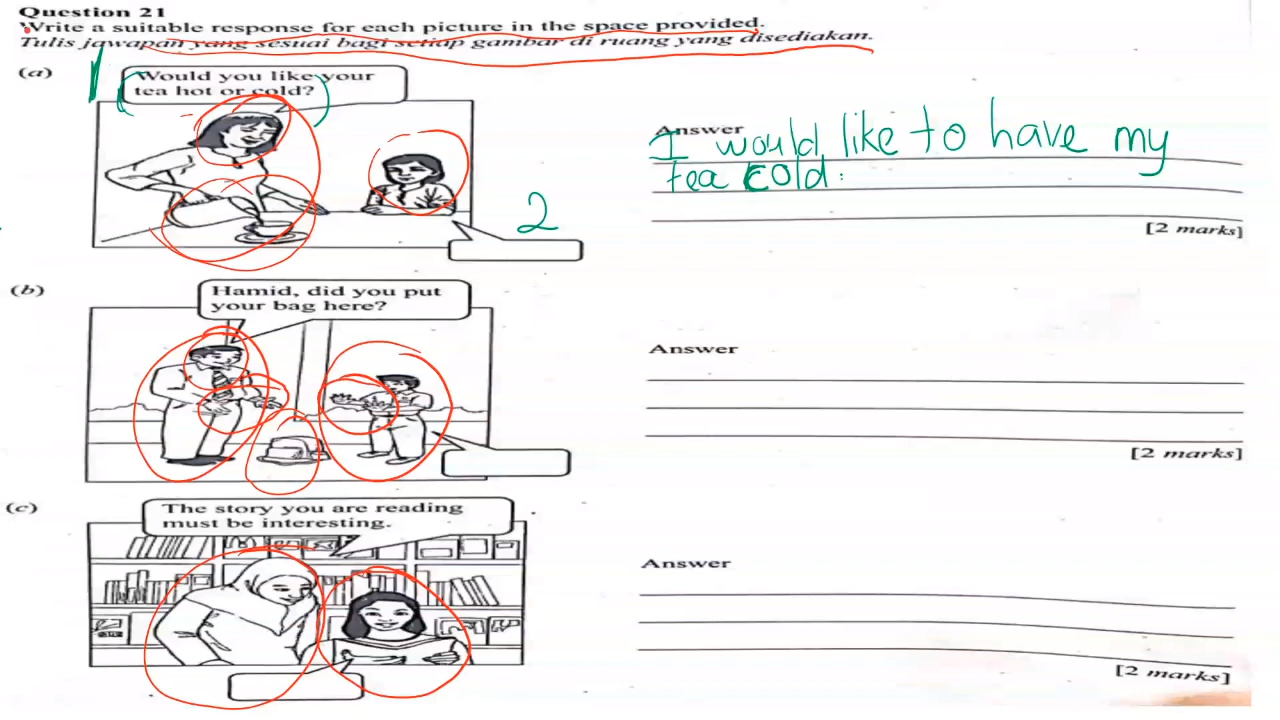 Question 21
Write a suitable response for each picture in the space provided.
Tulis jawapan yang sesuai bagi setiap gambar di ruang yang disediakan.
(a)
Would you like your
tea hot or cold?
Answer
I would like to have my
tea cold.
2
[2 marks]
(b)
Hamid, did you put
your bag here?
Answer
[2 marks]
(c)
The story you are reading
must be interesting.
Answer
[2 marks]